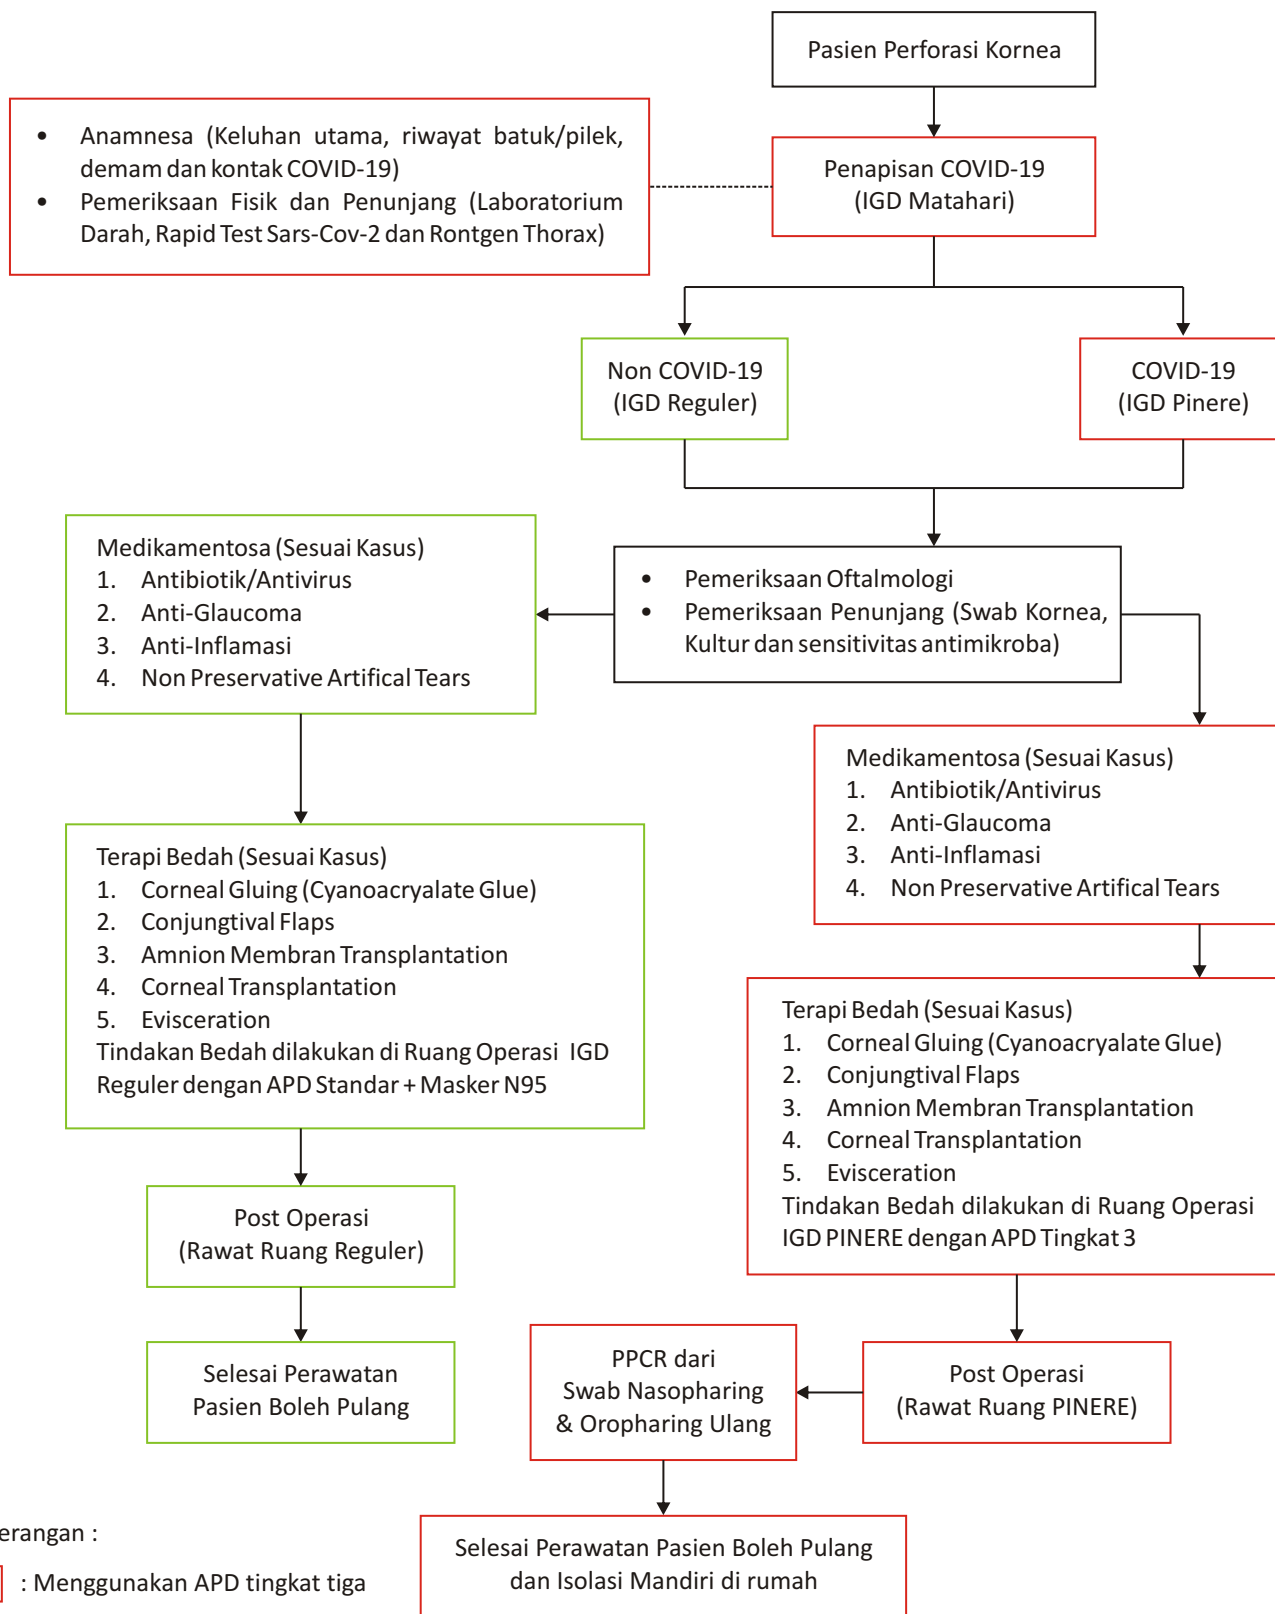 Pasien Perforasi Kornea
• Anamnesa (Keluhan utama, riwayat batuk/pilek,
demam dan kontak COVID-19)
• Pemeriksaan Fisik dan Penunjang (Laboratorium
Darah, Rapid Test Sars-Cov-2 dan Rontgen Thorax)
Penapisan COVID-19
(IGD Matahari)
Non COVID-19
(IGD Reguler)
COVID-19
(IGD Pinere)
• Pemeriksaan Oftalmologi
• Pemeriksaan Penunjang (Swab Kornea,
Kultur dan sensitivitas antimikroba)
Medikamentosa (Sesuai Kasus)
1. Antibiotik/Antivirus
2. Anti-Glaucoma
3. Anti-Inflamasi
4. Non Preservative Artifical Tears
Terapi Bedah (Sesuai Kasus)
1. Corneal Gluing (Cyanoacryalate Glue)
2. Conjungtival Flaps
3. Amnion Membran Transplantation
4. Corneal Transplantation
5. Evisceration
Tindakan Bedah dilakukan di Ruang Operasi IGD
Reguler dengan APD Standar + Masker N95
Post Operasi
(Rawat Ruang Reguler)
Selesai Perawatan
Pasien Boleh Pulang
Medikamentosa (Sesuai Kasus)
1. Antibiotik/Antivirus
2. Anti-Glaucoma
3. Anti-Inflamasi
4. Non Preservative Artifical Tears
Terapi Bedah (Sesuai Kasus)
1. Corneal Gluing (Cyanoacryalate Glue)
2. Conjungtival Flaps
3. Amnion Membran Transplantation
4. Corneal Transplantation
5. Evisceration
Tindakan Bedah dilakukan di Ruang Operasi
IGD PINERE dengan APD Tingkat 3
Post Operasi
(Rawat Ruang PINERE)
PPCR dari
Swab Nasopharing
& Oropharing Ulang
Selesai Perawatan Pasien Boleh Pulang
dan Isolasi Mandiri di rumah
erangan :
: Menggunakan APD tingkat tiga